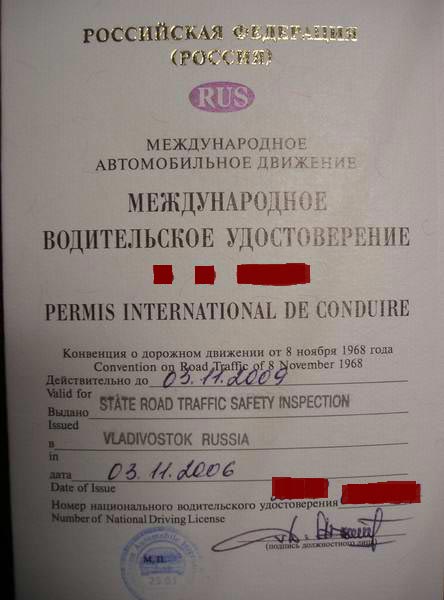 РОССИЙСКАЯ ФЕДЕРАЦИЯ
(РОССИЯ)
RUS
МЕЖДУНАРОДНОЕ
АВТОМОБИЛЬНОЕ ДВИЖЕНИЕ
МЕЖДУНАРОДНОЕ
ВОДИТЕЛЬСКОЕ УДОСТОВЕРЕНИЕ
PERMIS INTERNATIONAL DE CONDUIRE
Конвенция о дорожном движении от 8 ноября 1968 года
Convention on Road Traffic of 8 November 1968
Действительно до 03.11.2009
Valid for
Выдано STATE ROAD TRAFFIC SAFETY INSPECTION
Issued
в VLADIVOSTOK RUSSIA
in
дата 03.11.2006
Date of Issue
Номер национального водительского удостоверения
Number of National Driving License
(подпись должностного лица)
М.П.